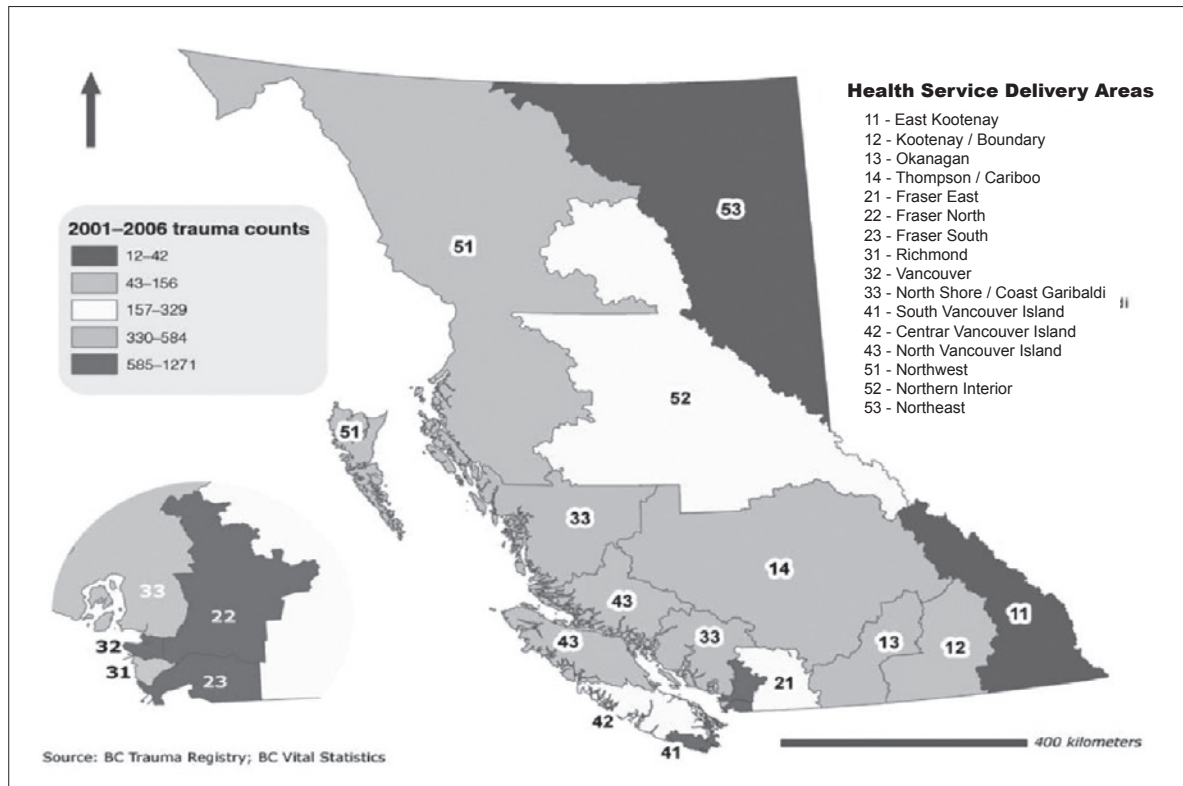 Health Service Delivery Areas
11 - East Kootenay
12 - Kootenay / Boundary
13 - Okanagan
14 - Thompson / Cariboo
21 - Fraser East
22 - Fraser North
23 - Fraser South
31 - Richmond
32 - Vancouver
33 - North Shore / Coast Garibaldi
di
41 - South Vancouver Island
42 - Centrar Vancouver Island
43 - North Vancouver Island
51 - Northwest
52 - Northern Interior
53 - Northeast
2001–2006 trauma counts
12–42
43–156
157–329
330–584
585–1271
53
51
52
51
33
14
43
33
43
13
12
11
21
42
41
33
22
32
31
23
400 kilometers
Source: BC Trauma Registry; BC Vital Statistics